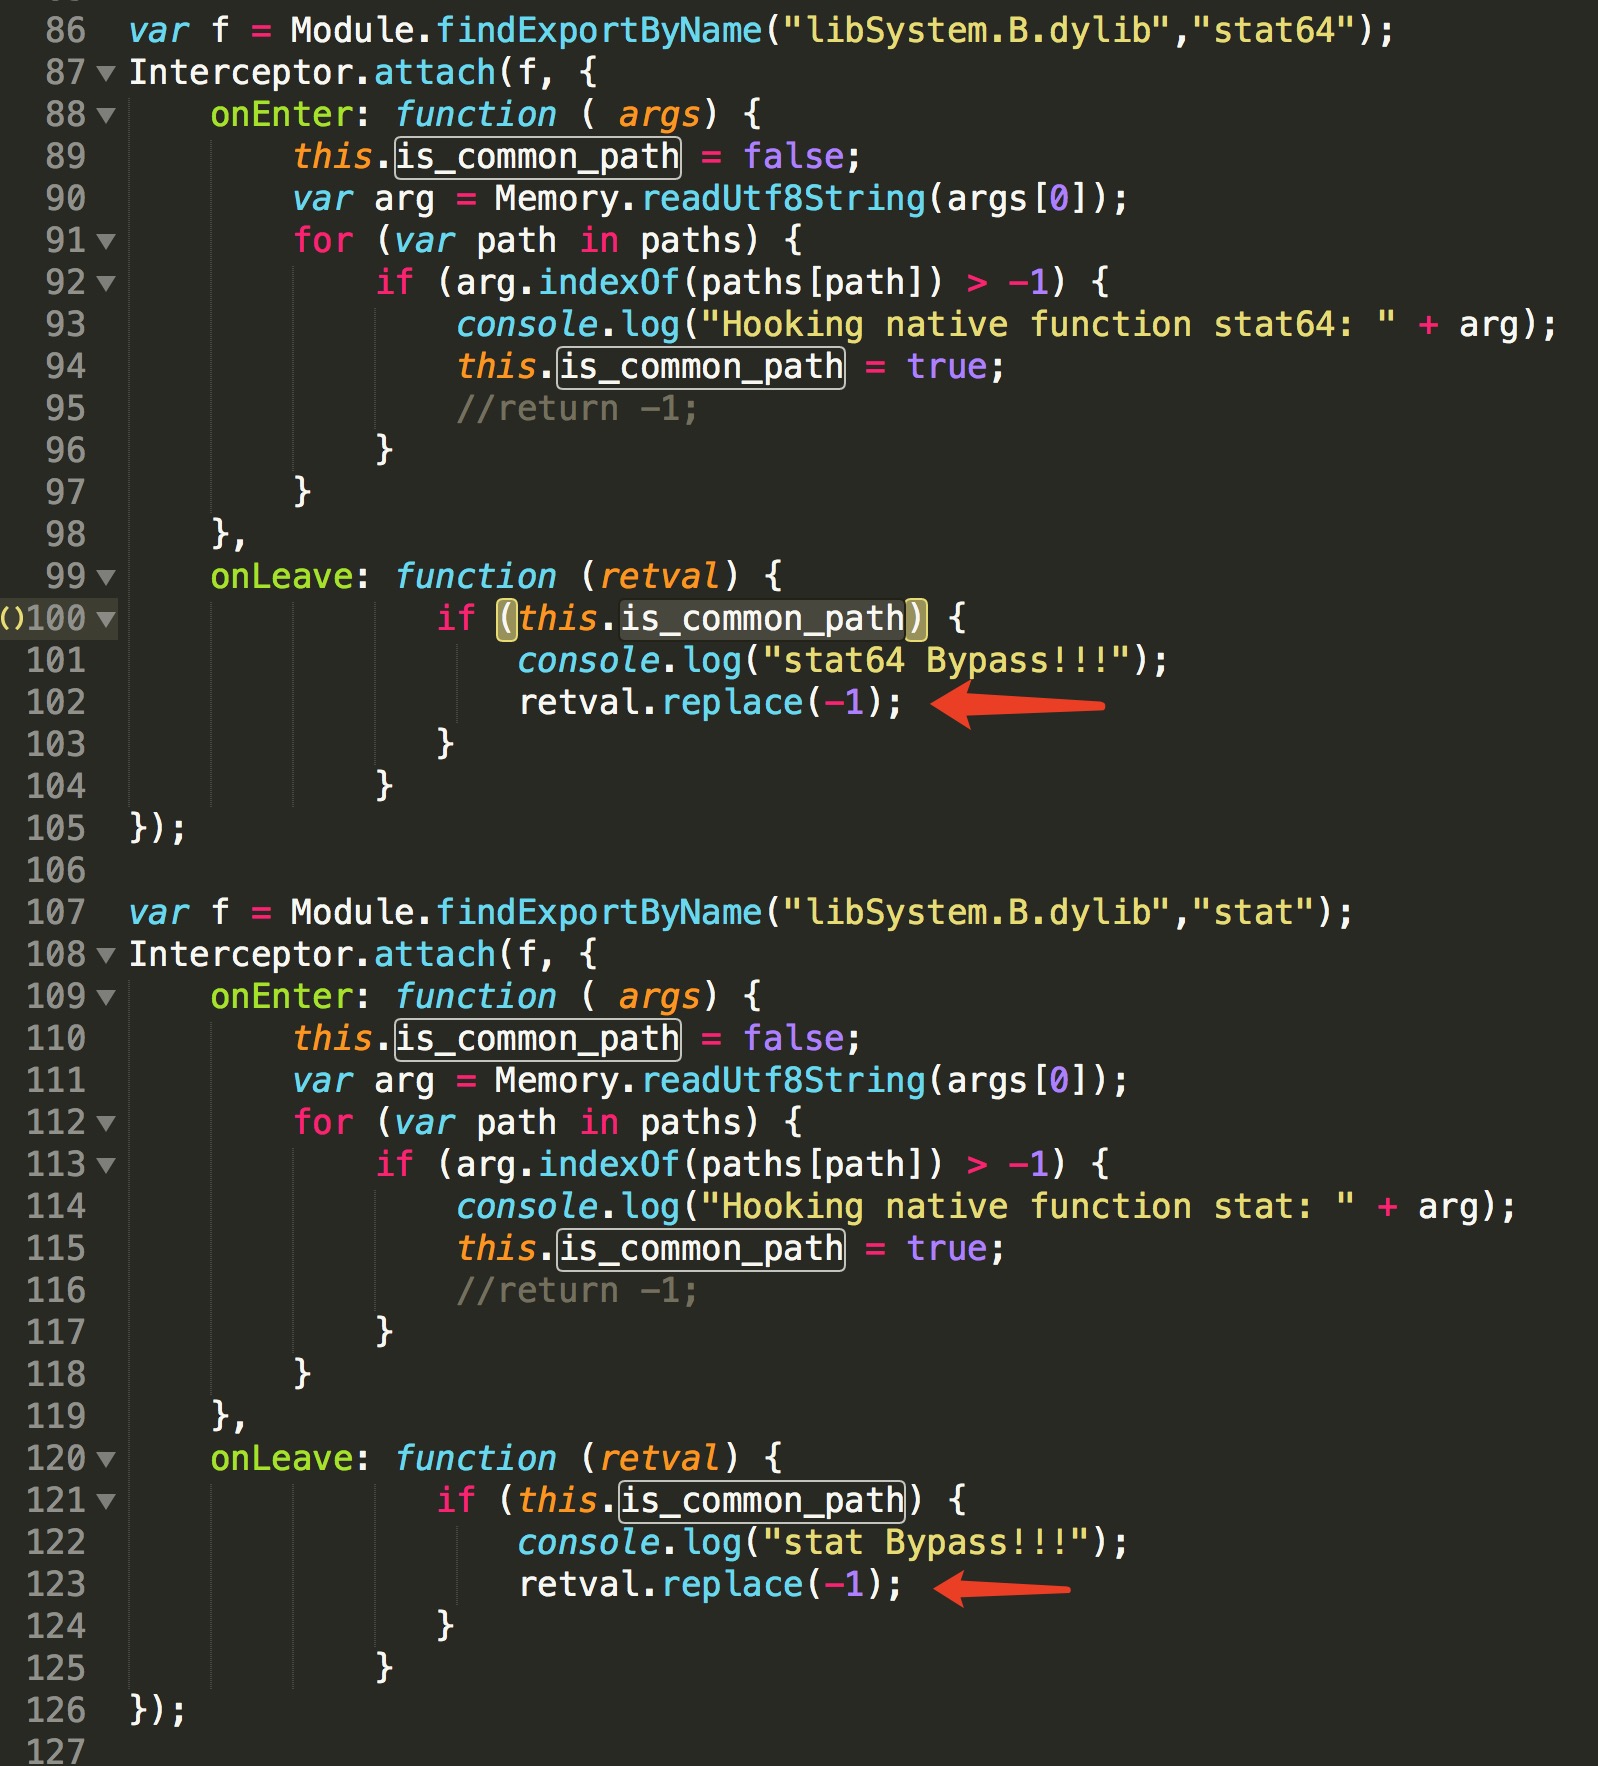 86 var f = Module.findExportByName("libSystem.B.dylib","stat64");
87 Interceptor.attach(f, {
88 onEnter: function ( args) {
89 this.is_common_path = false;
90 var arg = Memory.readUtf8String(args[0]);
91 for (var path in paths) {
92 if (arg.indexOf(paths[path]) > -1) {
93 console.log("Hooking native function stat64: " + arg);
94 this.is_common_path = true;
95 //return -1;
96 }
97 }
98 },
99 onLeave: function (retval) {
()100 if (this.is_common_path) {
101 console.log("stat64 Bypass!!!");
102 retval.replace(-1);
103 }
104 }
105 });
106
107 var f = Module.findExportByName("libSystem.B.dylib","stat");
108 Interceptor.attach(f, {
109 onEnter: function ( args) {
110 this.is_common_path = false;
111 var arg = Memory.readUtf8String(args[0]);
112 for (var path in paths) {
113 if (arg.indexOf(paths[path]) > -1) {
114 console.log("Hooking native function stat: " + arg);
115 this.is_common_path = true;
116 //return -1;
117 }
118 }
119 },
120 onLeave: function (retval) {
121 if (this.is_common_path) {
122 console.log("stat Bypass!!!");
123 retval.replace(-1);
124 }
125 }
126 });
127